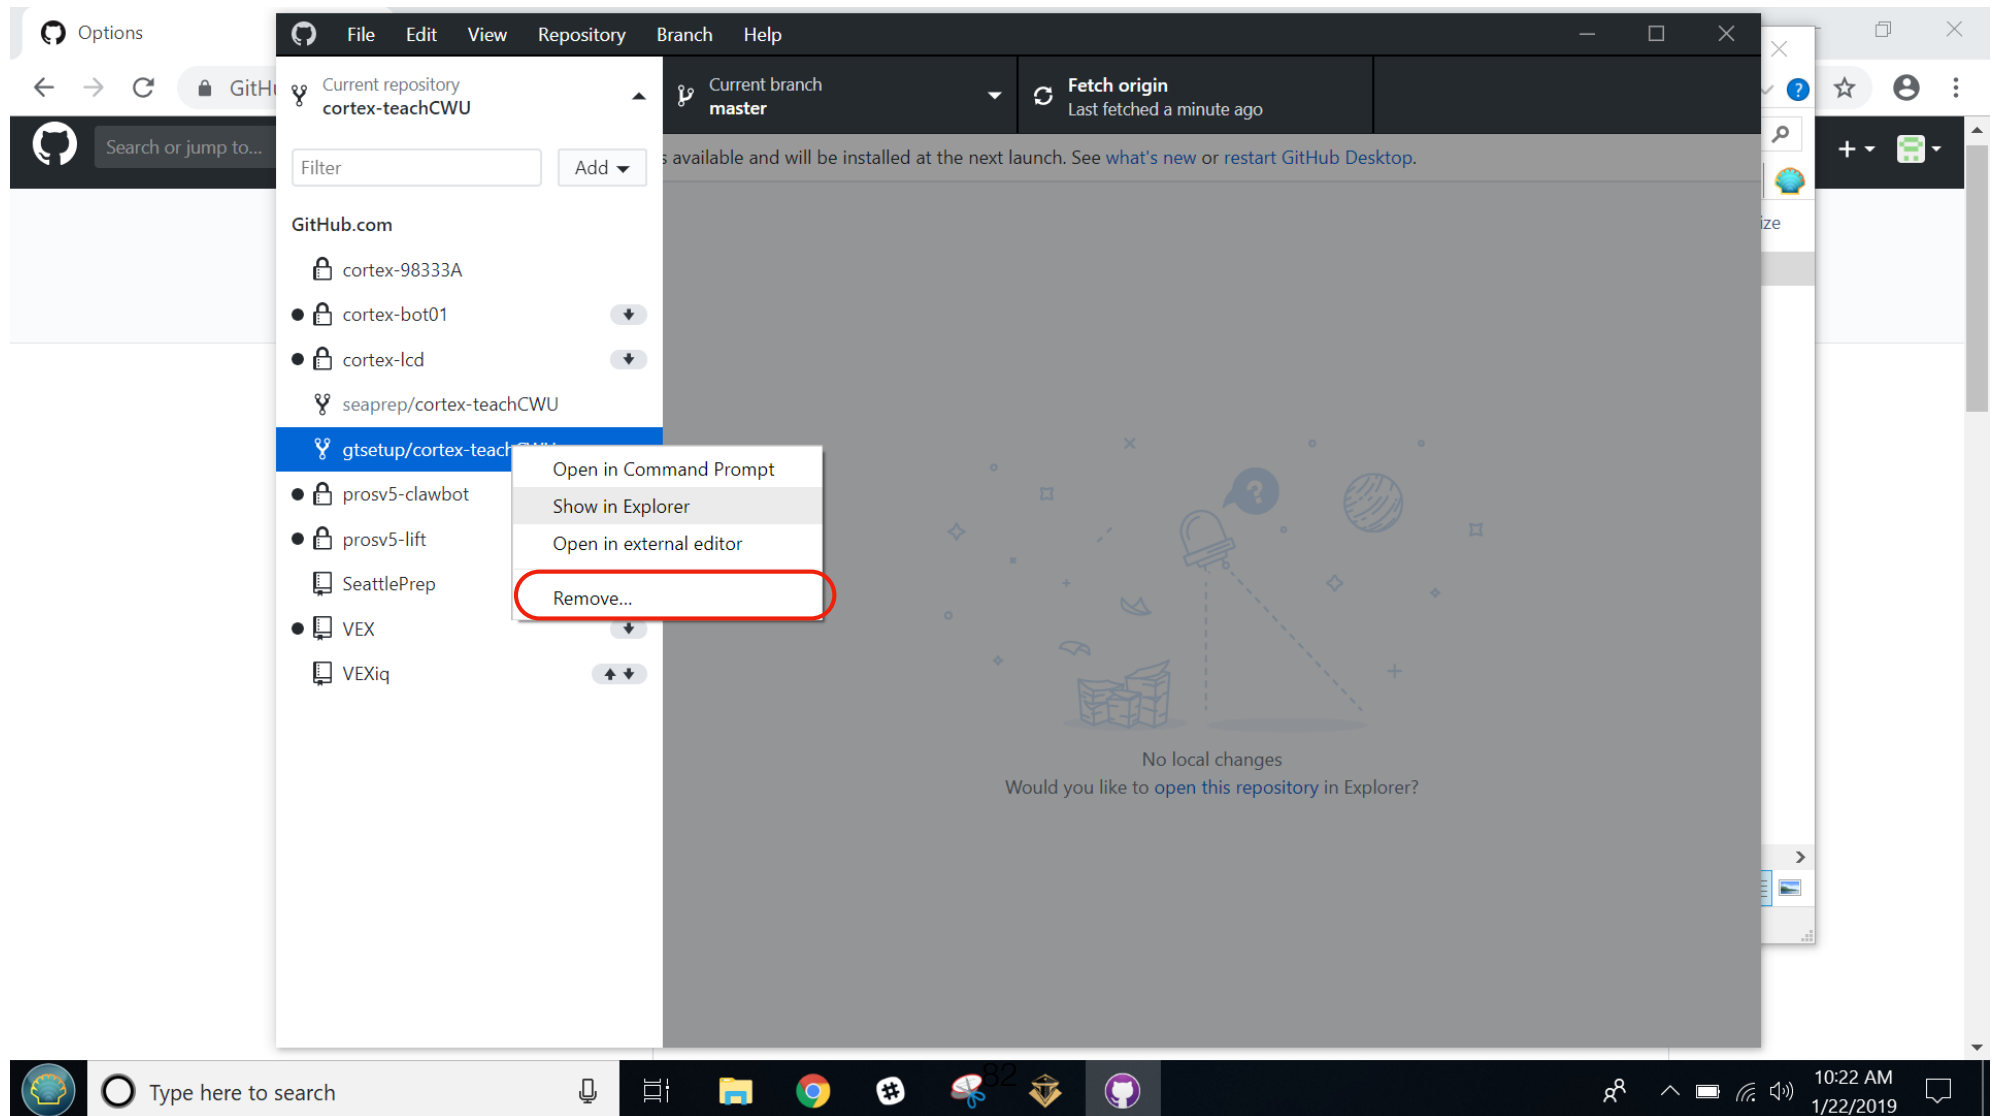 Options
File Edit View Repository Branch Help
GitHu
Search or jump to...
Current repository
cortex-teachCWU
Current branch
master
Fetch origin
Last fetched a minute ago
Filter
Add
available and will be installed at the next launch. See what's new or restart GitHub Desktop.
ize
GitHub.com
cortex-98333A
cortex-bot01
cortex-lcd
seaprep/cortex-teachCWU
gtsetup/cortex-teachCWU
Open in Command Prompt
prosv5-clawbot
Show in Explorer
prosv5-lift
Open in external editor
SeattlePrep
Remove...
VEX
VEXiq
No local changes
Would you like to open this repository in Explorer?
Type here to search
82
10:22 AM
1/22/2019